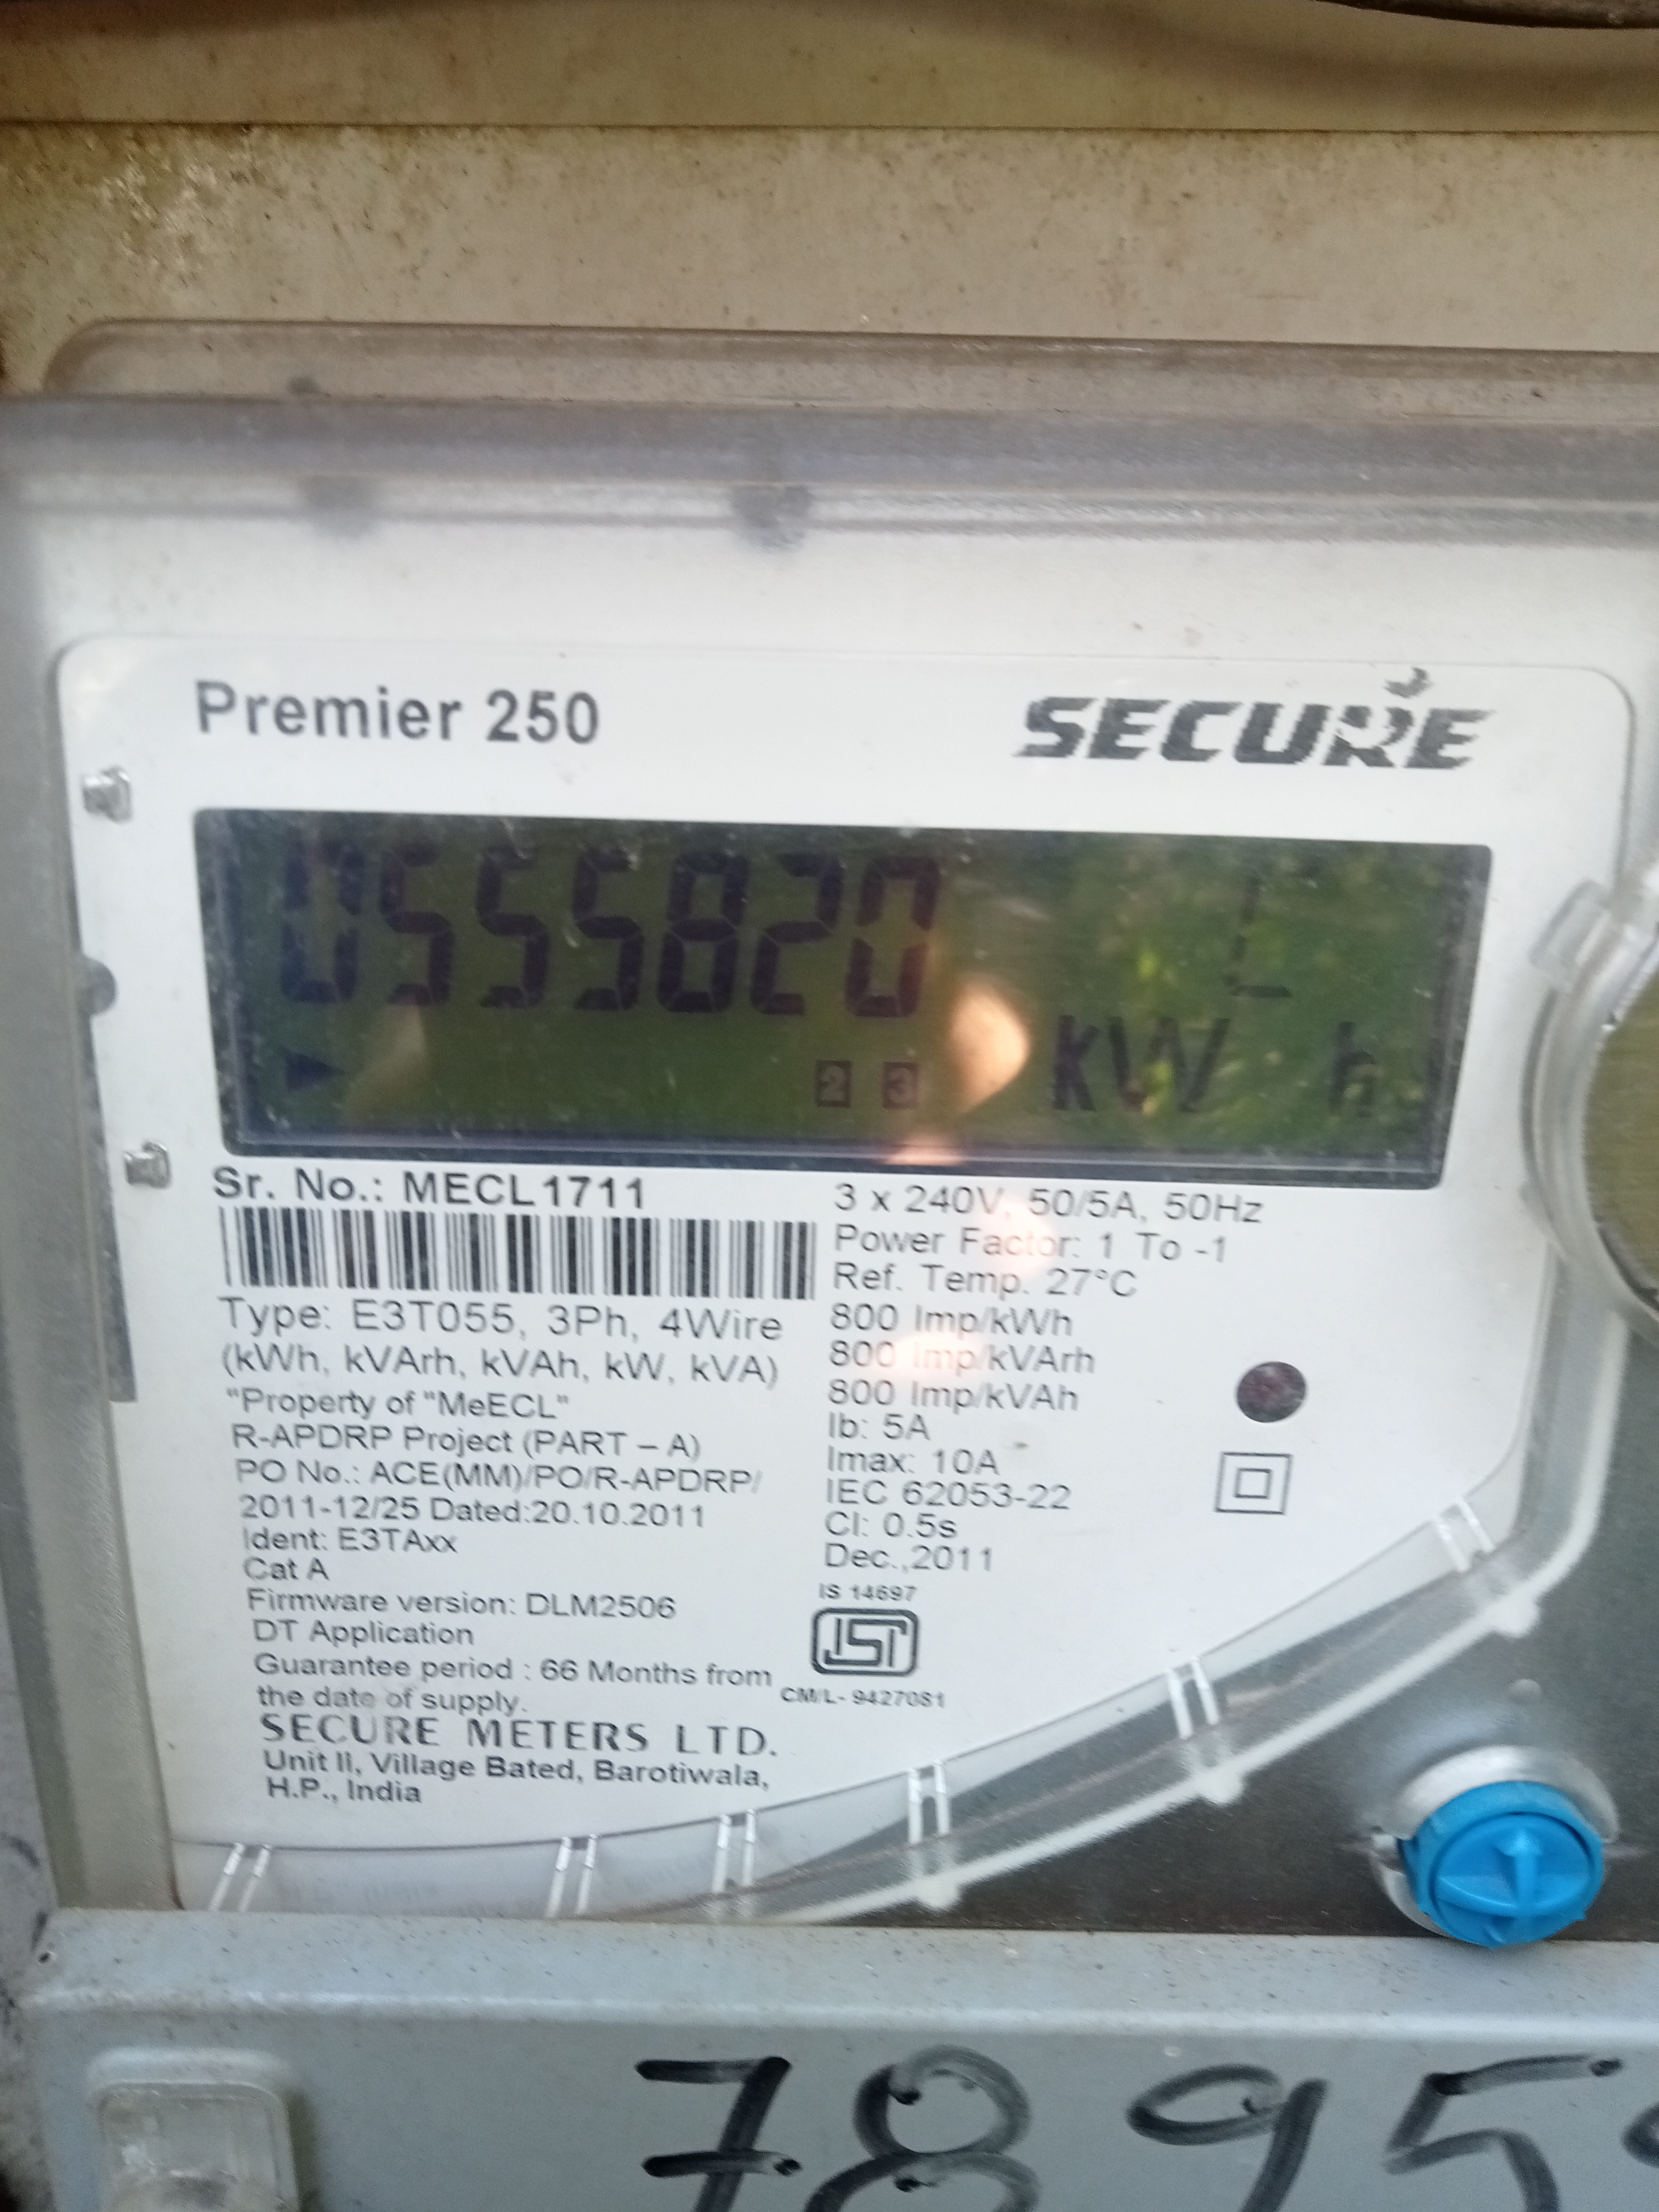 Premier 250
SECURE
0555820 L
2 3 kW h
Sr. No.: MECL1711
Type: E3T055, 3Ph, 4Wire
(kWh, kVArh, kVAh, kW, kVA)
"Property of "MeECL"
R-APDRP Project (PART – A)
PO No.: ACE(MM)/PO/R-APDRP/
2011-12/25 Dated:20.10.2011
Ident: E3TAxx
Cat A
Firmware version: DLM2506
DT Application
Guarantee period : 66 Months from
the date of supply.
SECURE METERS LTD.
Unit II, Village Bated, Barotiwala,
H.P., India
3 x 240V, 50/5A, 50Hz
Power Factor: 1 To -1
Ref. Temp. 27°C
800 Imp/kWh
800 Imp/kVArh
800 Imp/kVAh
Ib: 5A
Imax: 10A
IEC 62053-22
Cl: 0.5s
Dec.,2011
IS 14697
ISI
CM/L- 9427081
7895